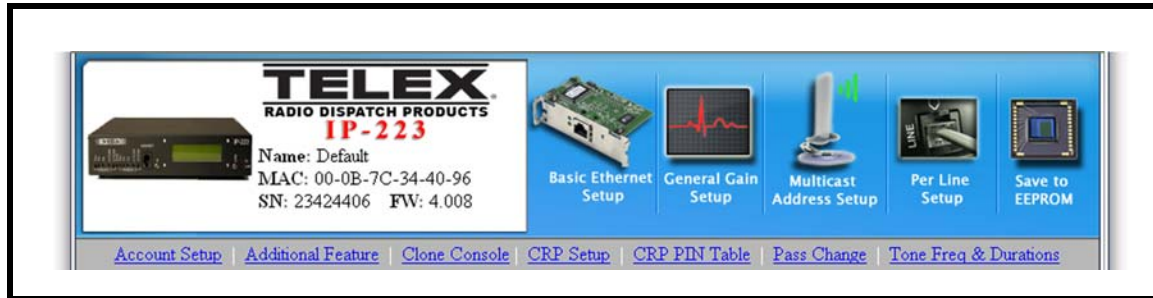 TELEX
RADIO DISPATCH PRODUCTS
IP-223
Name: Default
MAC: 00-0B-7C-34-40-96
SN: 23424406 FW: 4.008
Basic Ethernet
Setup
General Gain
Setup
Multicast
Address Setup
LINE
Per Line
Setup
Save to
EEPROM
Account Setup | Additional Feature | Clone Console | CRP Setup | CRP PIN Table | Pass Change | Tone Freq & Durations